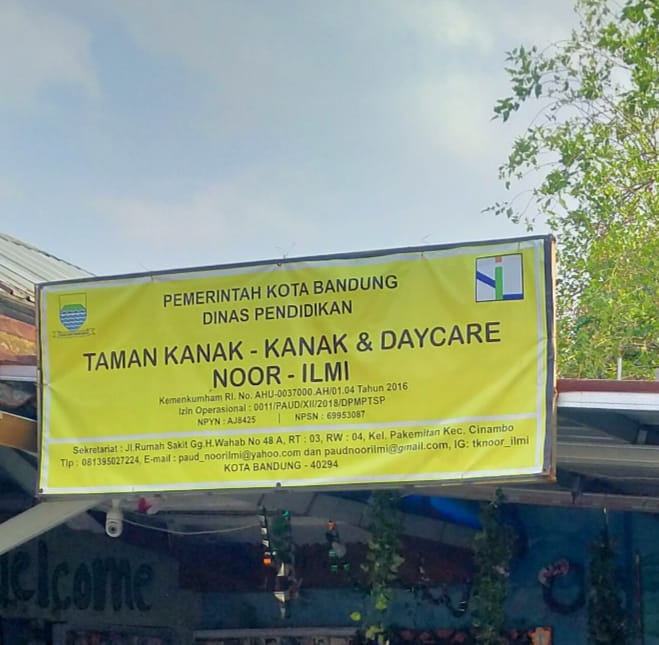 PEMERINTAH KOTA BANDUNG
DINAS PENDIDIKAN
TAMAN KANAK - KANAK & DAYCARE
NOOR - ILMI
Kemenkumham RI. No. AHU-0037000.AH/01.04 Tahun 2016
Izin Operasional : 0011/PAUD/XII/2018/DPMPTSP
NPYN : AJ8425 | NPSN : 69953087
Sekretariat : Jl.Rumah Sakit Gg.H.Wahab No 48 A, RT : 03, RW : 04, Kel. Pakemitan Kec. Cinambo
Tlp : 081395027224, E-mail : paud_noorilmi@yahoo.com dan paudnoorilmi@gmail.com, IG: tknoor_ilmi
KOTA BANDUNG - 40294
welcome